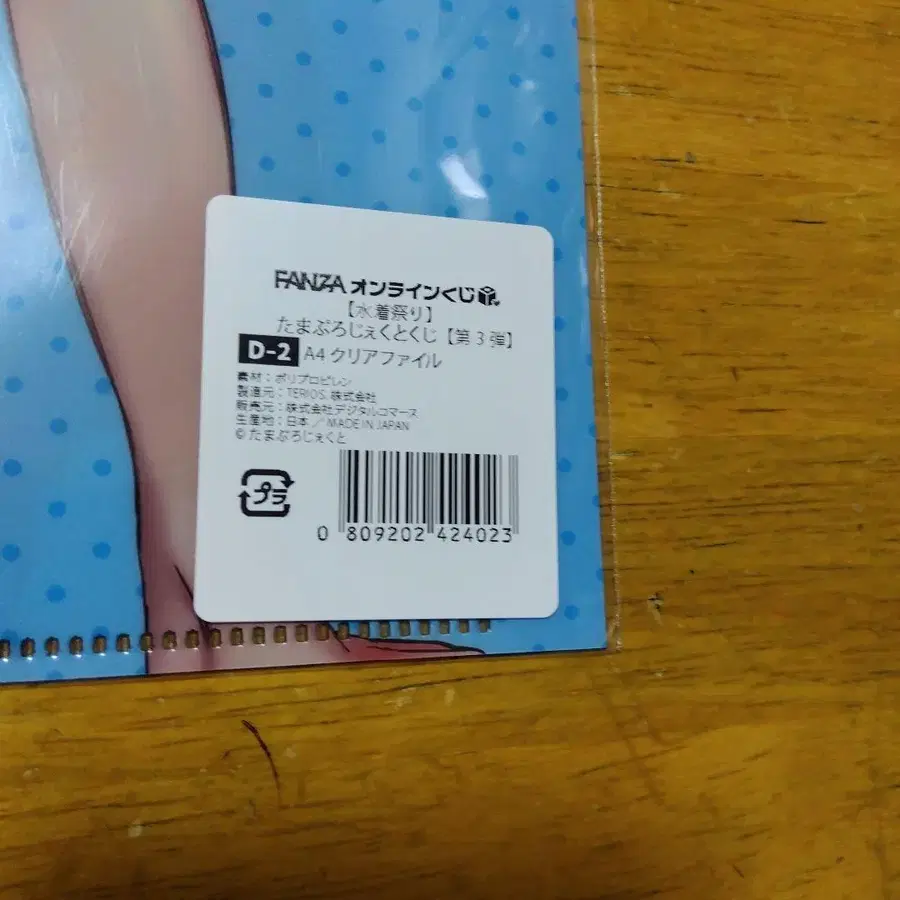 FANZA オンラインくじ
【水着祭り】
たまぷろじぇくとくじ【第3弾】
D-2 A4 クリアファイル
素材：ポリプロピレン
製造元：TERIOS. 株式会社
販売元：株式会社デジタルコマース
生産地：日本／MADE IN JAPAN
© たまぷろじぇくと
プラ
0 809202 424023